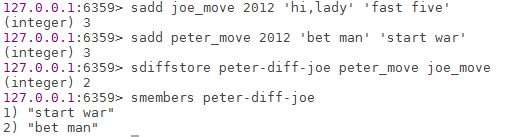 127.0.0.1:6359> sadd joe_move 2012 'hi,lady' 'fast five'
(integer) 3
127.0.0.1:6359> sadd peter_move 2012 'bet man' 'start war'
(integer) 3
127.0.0.1:6359> sdiffstore peter-diff-joe peter_move joe_move
(integer) 2
127.0.0.1:6359> smembers peter-diff-joe
1) "start war"
2) "bet man"